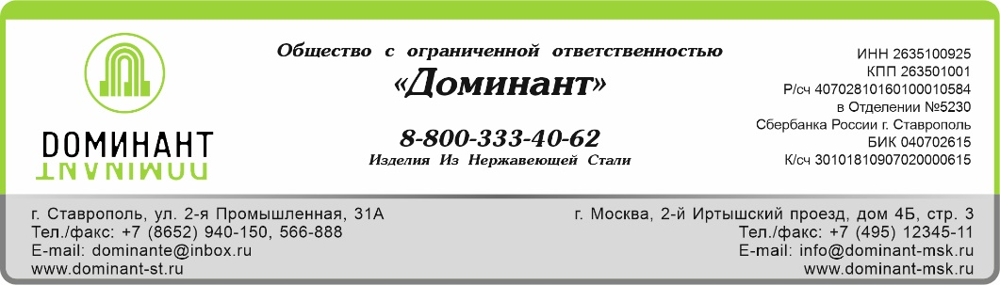 DOМИНАНТ
DOMINANT
Общество с ограниченной ответственностью
«Доминант»
8-800-333-40-62
Изделия Из Нержавеющей Стали
ИНН 2635100925
КПП 263501001
Р/сч 40702810160100010584
в Отделении №5230
Сбербанка России г. Ставрополь
БИК 040702615
К/сч 30101810907020000615
г. Ставрополь, ул. 2-я Промышленная, 31А
Тел./факс: +7 (8652) 940-150, 566-888
E-mail: dominante@inbox.ru
www.dominant-st.ru
г. Москва, 2-й Иртышский проезд, дом 4Б, стр. 3
Тел./факс: +7 (495) 12345-11
E-mail: info@dominant-msk.ru
www.dominant-msk.ru